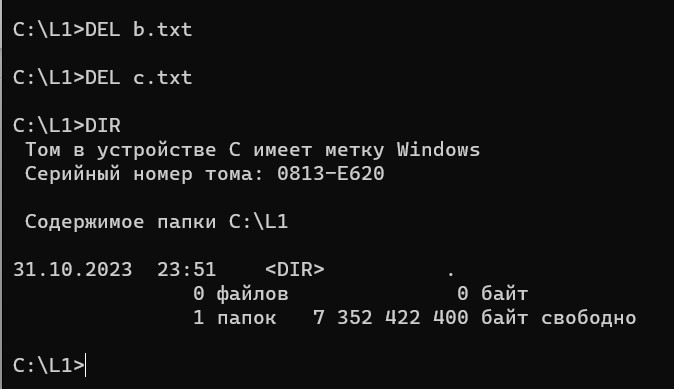 C:\L1>DEL b.txt
C:\L1>DEL c.txt
C:\L1>DIR
Том в устройстве C имеет метку Windows
Серийный номер тома: 0813-E620
Содержимое папки C:\L1
31.10.2023  23:51    <DIR>          .
0 файлов              0 байт
1 папок   7 352 422 400 байт свободно
C:\L1>